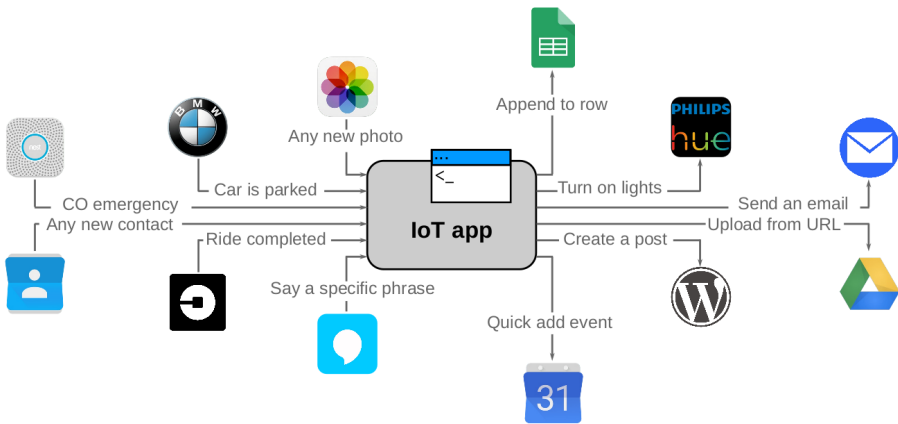 Append to row
Any new photo
BMW
PHILIPS
hue
nest
Car is parked
Turn on lights
CO emergency
Send an email
<_
Any new contact
IoT app
Upload from URL
Ride completed
Create a post
Say a specific phrase
Quick add event
W
31